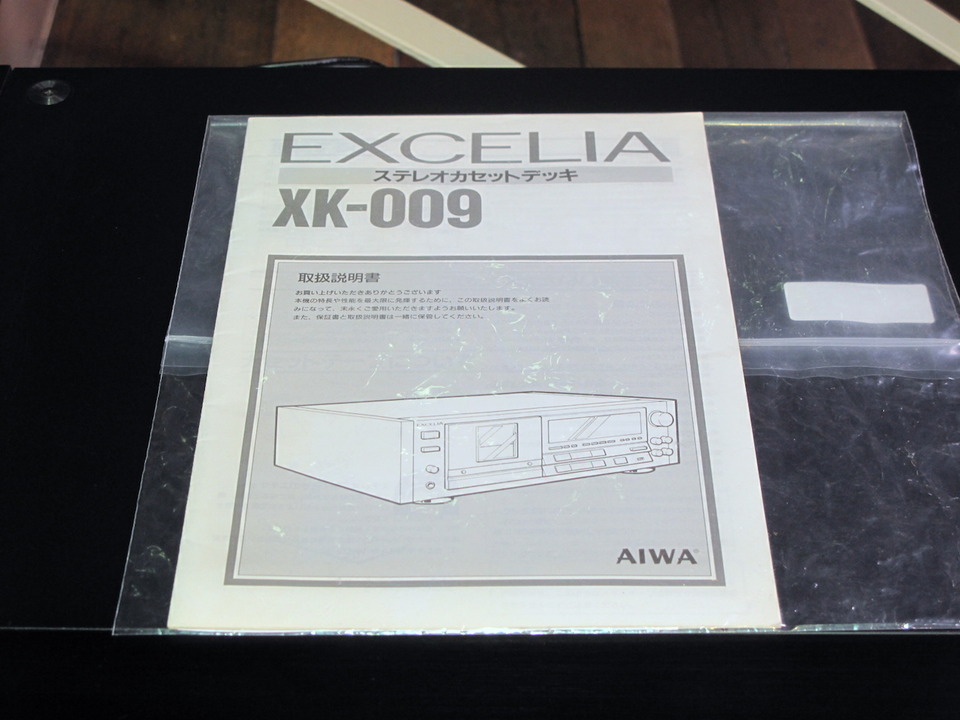 EXCELIA
ステレオカセットデッキ
XK-009
取扱説明書
お買い上げいただきありがとうございます
本機の特長や性能を最大限に発揮するために、この取扱説明書をよくお読
みになって、末永くご愛用いただきますようお願いいたします。
また、保証書と取扱説明書は一緒に保管してください。
EXCELIA
AIWA